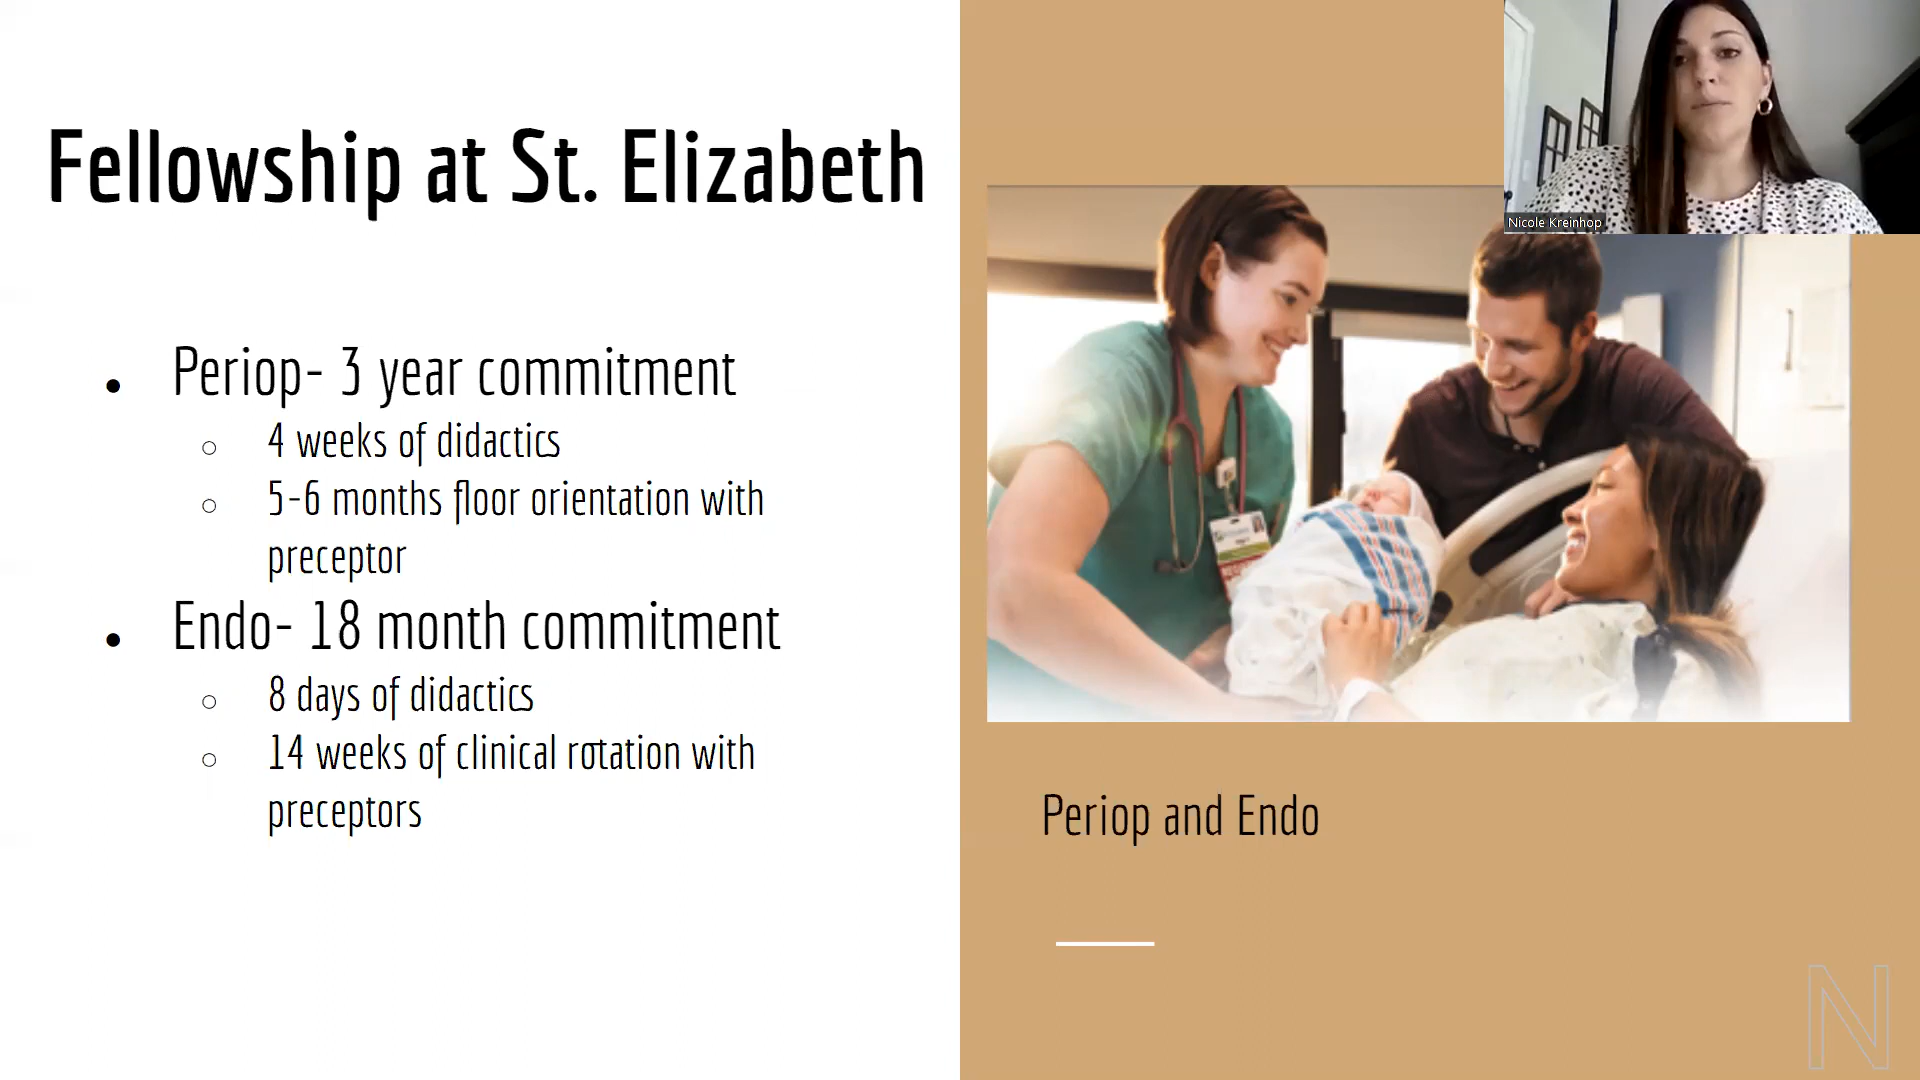 Fellowship at St. Elizabeth
Periop- 3 year commitment
4 weeks of didactics
5-6 months floor orientation with
preceptor
Endo- 18 month commitment
8 days of didactics
14 weeks of clinical rotation with
preceptors
Nicole Kreinhop
Periop and Endo
N